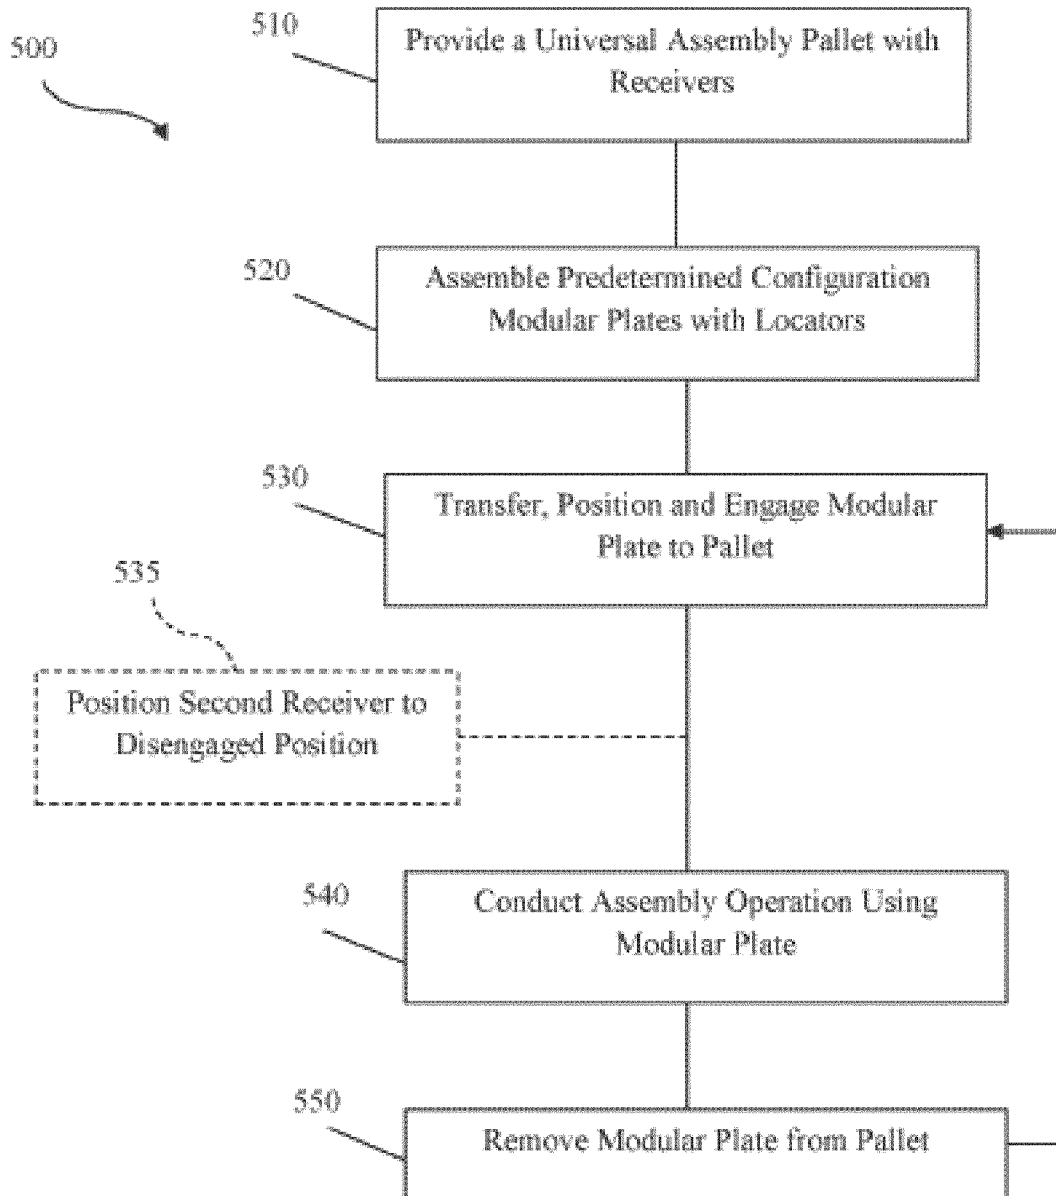 500
510
Provide a Universal Assembly Pallet with
Receivers
520
Assemble Predetermined Configuration
Modular Plates with Locators
530
Transfer, Position and Engage Modular
Plate to Pallet
535
Position Second Receiver to
Disengaged Position
540
Conduct Assembly Operation Using
Modular Plate
550
Remove Modular Plate from Pallet